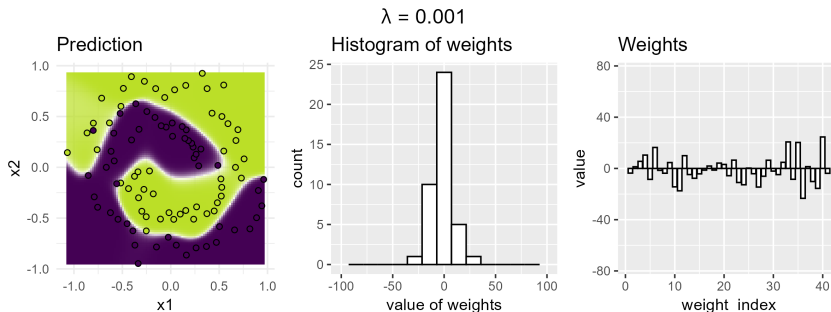 λ = 0.001
Prediction
1.0
0.5
0.0
-0.5
-1.0
x2
-1.0 -0.5 0.0 0.5 1.0
x1
Histogram of weights
25
20
15
10
5
0
count
-100 -50 0 50 100
value of weights
Weights
80
40
0
-40
-80
value
0 10 20 30 40
weight_index